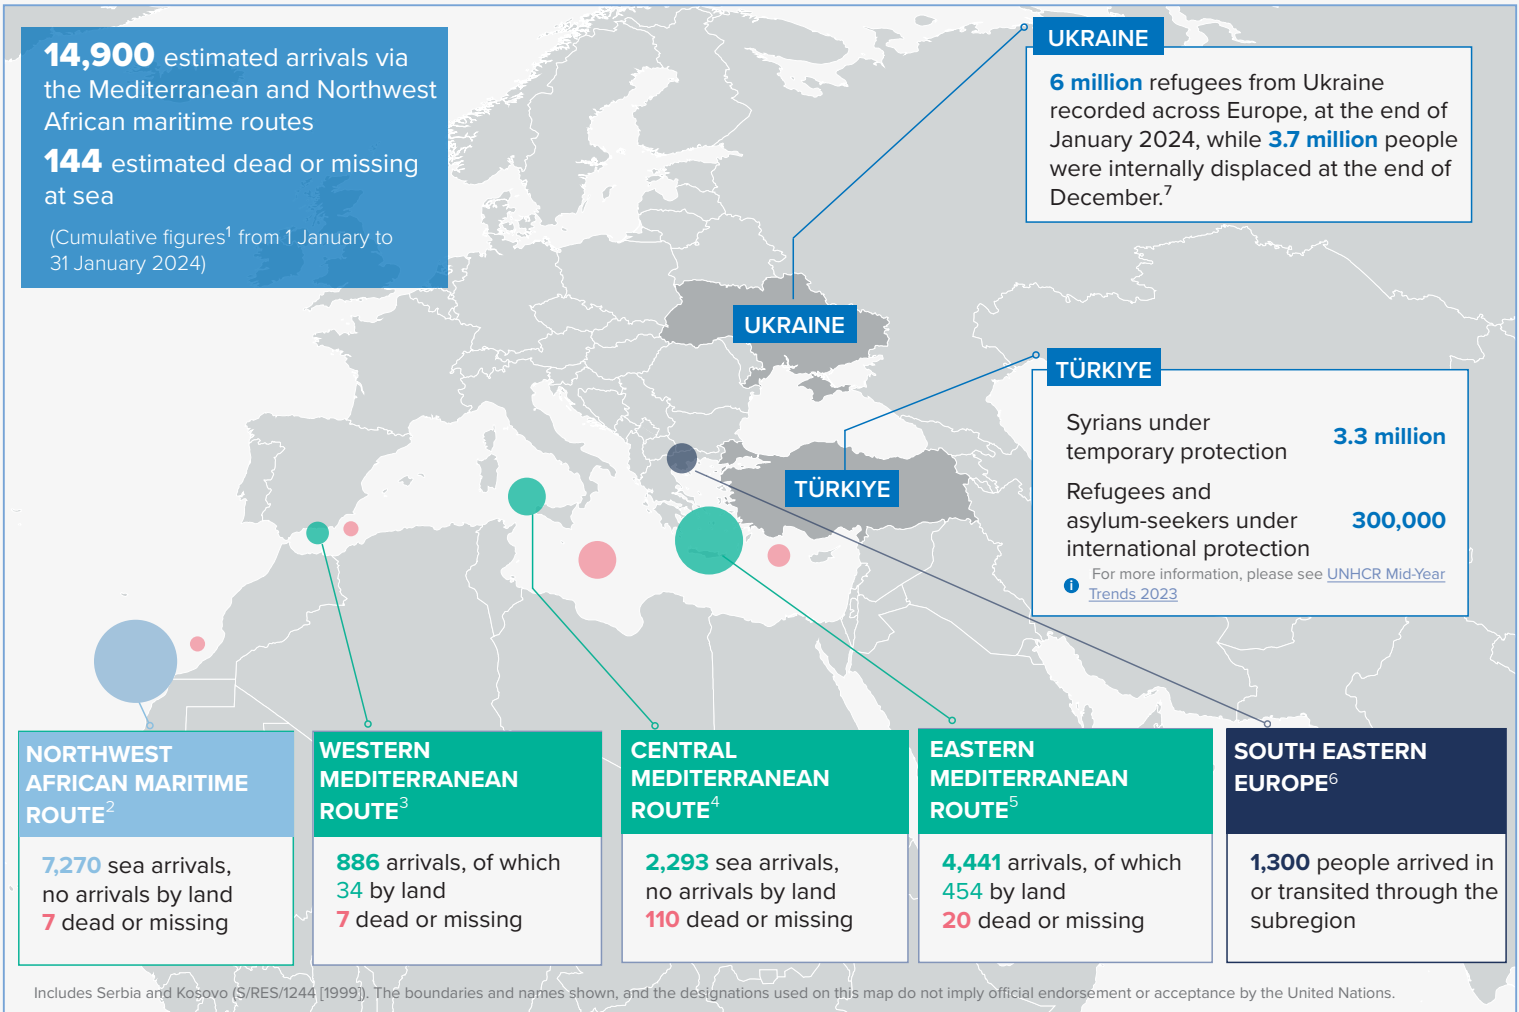 14,900 estimated arrivals via
the Mediterranean and Northwest
African maritime routes
144 estimated dead or missing
at sea
(Cumulative figures¹ from 1 January to
31 January 2024)
UKRAINE
6 million refugees from Ukraine
recorded across Europe, at the end of
January 2024, while 3.7 million people
were internally displaced at the end of
December.⁷
UKRAINE
TÜRKIYE
Syrians under
temporary protection
3.3 million
Refugees and
asylum-seekers under
international protection
300,000
For more information, please see UNHCR Mid-Year
Trends 2023
TÜRKIYE
NORTHWEST
AFRICAN MARITIME
ROUTE²
7,270 sea arrivals,
no arrivals by land
7 dead or missing
WESTERN
MEDITERRANEAN
ROUTE³
886 arrivals, of which
34 by land
7 dead or missing
CENTRAL
MEDITERRANEAN
ROUTE⁴
2,293 sea arrivals,
no arrivals by land
110 dead or missing
EASTERN
MEDITERRANEAN
ROUTE⁵
4,441 arrivals, of which
454 by land
20 dead or missing
SOUTH EASTERN
EUROPE⁶
1,300 people arrived in
or transited through the
subregion
Includes Serbia and Kosovo (S/RES/1244 [1999]). The boundaries and names shown, and the designations used on this map do not imply official endorsement or acceptance by the United Nations.